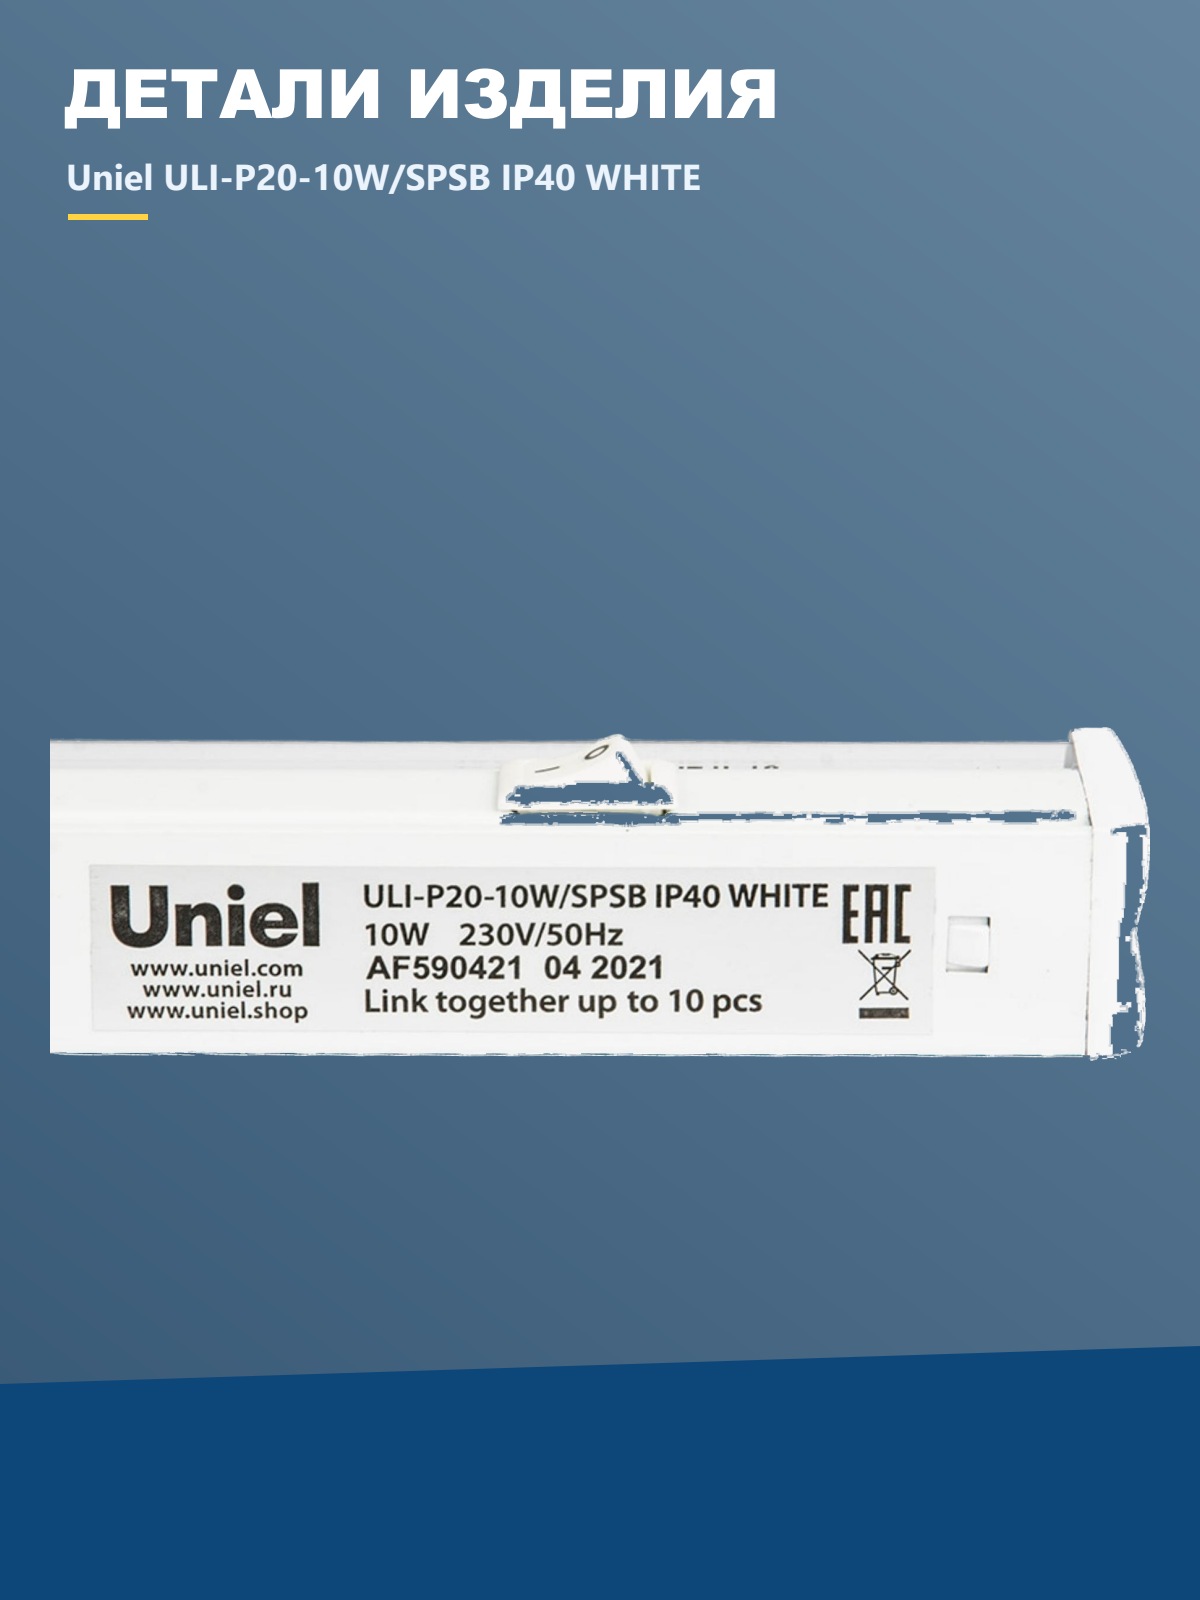 ДЕТАЛИ ИЗДЕЛИЯ
Uniel ULI-P20-10W/SPSB IP40 WHITE
Uniel
www.uniel.com
www.uniel.ru
www.uniel.shop
ULI-P20-10W/SPSB IP40 WHITE
10W 230V/50Hz
AF590421 04 2021
Link together up to 10 pcs
EAC